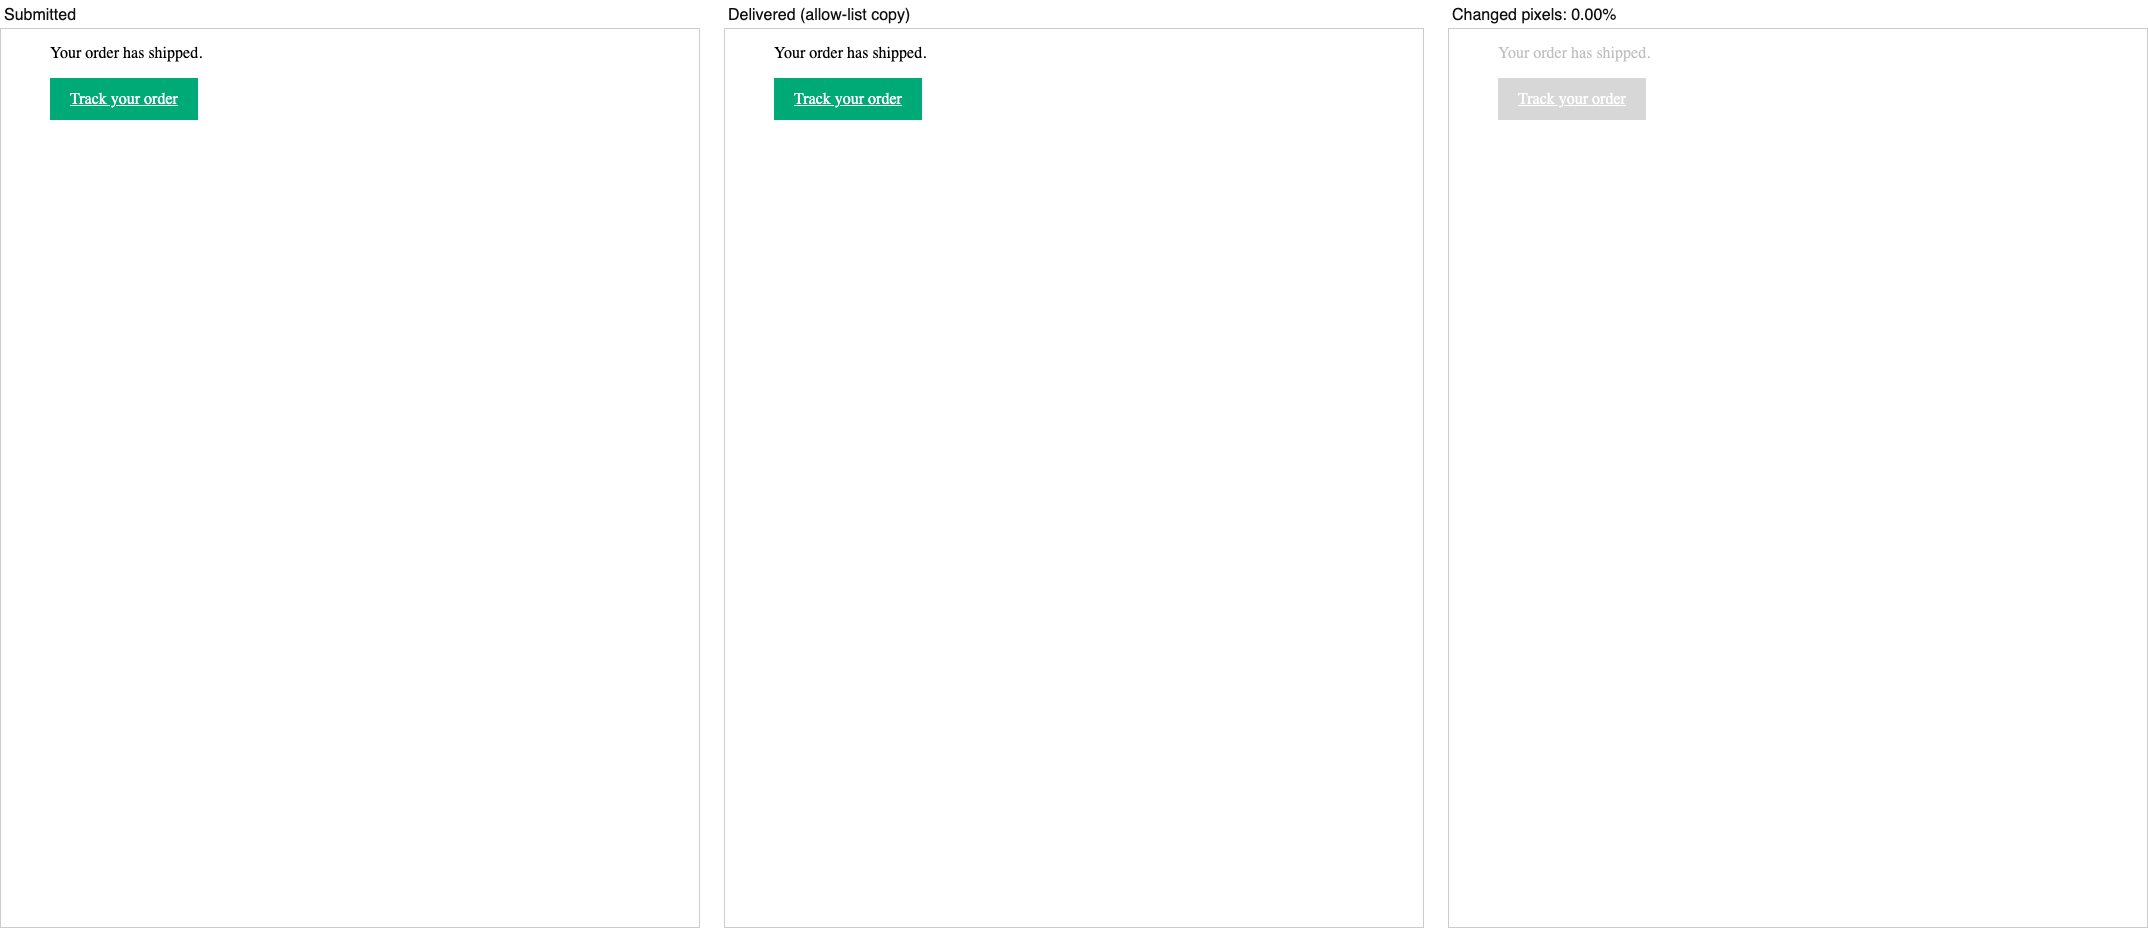 Submitted
Your order has shipped.
Track your order
Delivered (allow-list copy)
Your order has shipped.
Track your order
Changed pixels: 0.00%
Your order has shipped.
Track your order